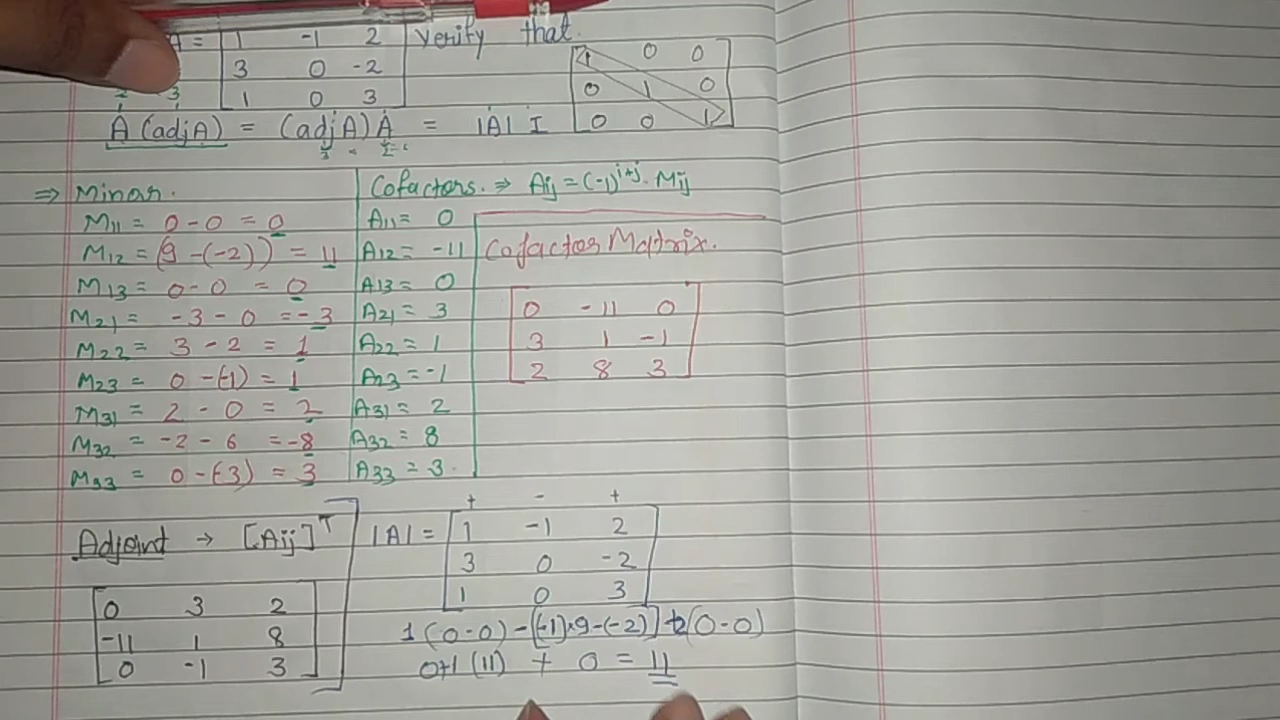 A = [1 -1 2] Verify that.
[3 0 -2]
[1 0 3]
[1 0 0]
[0 1 0]
[0 0 1]
A (adjA) = (adjA) A = |A| I
⇒ Minor.
M11 = 0 - 0 = 0
M12 = (9 - (-2)) = 11
M13 = 0 - 0 = 0
M21 = -3 - 0 = -3
M22 = 3 - 2 = 1
M23 = 0 - (-1) = 1
M31 = 2 - 0 = 2
M32 = -2 - 6 = -8
M33 = 0 - (-3) = 3
Cofactors. ⇒ Aij = (-1)^i+j . Mij
A11 = 0
A12 = -11
A13 = 0
A21 = 3
A22 = 1
A23 = -1
A31 = 2
A32 = 8
A33 = 3.
Cofactor Matrix.
[0 -11 0]
[3 1 -1]
[2 8 3]
Adjoint → [Aij]^T
[0 3 2]
[-11 1 8]
[0 -1 3]
+ - +
|A| = [1 -1 2]
[3 0 -2]
[1 0 3]
1 (0-0) - [(-1)×9-(-2)] +2(0-0)
0+1 (11) + 0 = 11